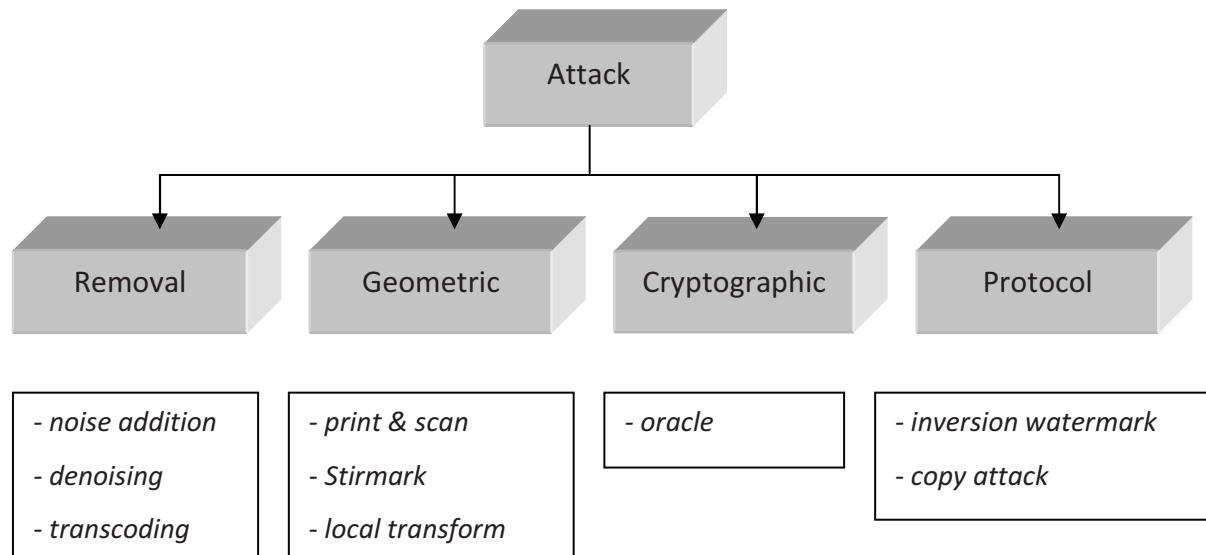 Attack
Removal
Geometric
Cryptographic
Protocol
- noise addition
- denoising
- transcoding
- print & scan
- Stirmark
- local transform
- oracle
- inversion watermark
- copy attack